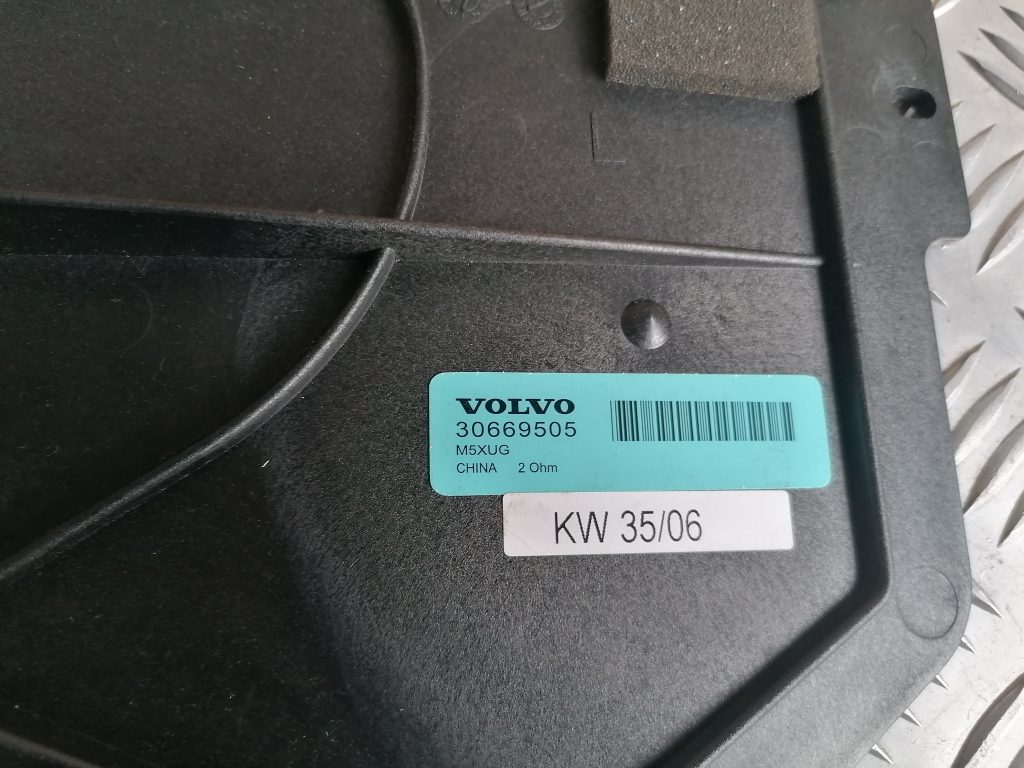 VOLVO
30669505
M5XUG
CHINA 2 Ohm
KW 35/06